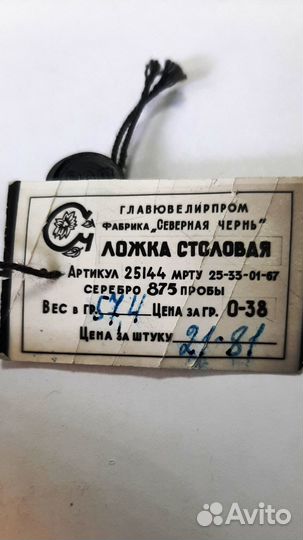 ГЛАВЮВЕЛИРПРОМ
ФАБРИКА „СЕВЕРНАЯ ЧЕРНЬ"
ЛОЖКА СТОЛОВАЯ
АРТИКУЛ 25144 МРТУ 25-33-01-67
СЕРЕБРО 875 ПРОБЫ
ВЕС В ГР. 57,4 ЦЕНА ЗА ГР. 0-38
ЦЕНА ЗА ШТУКУ 21-81
Avito